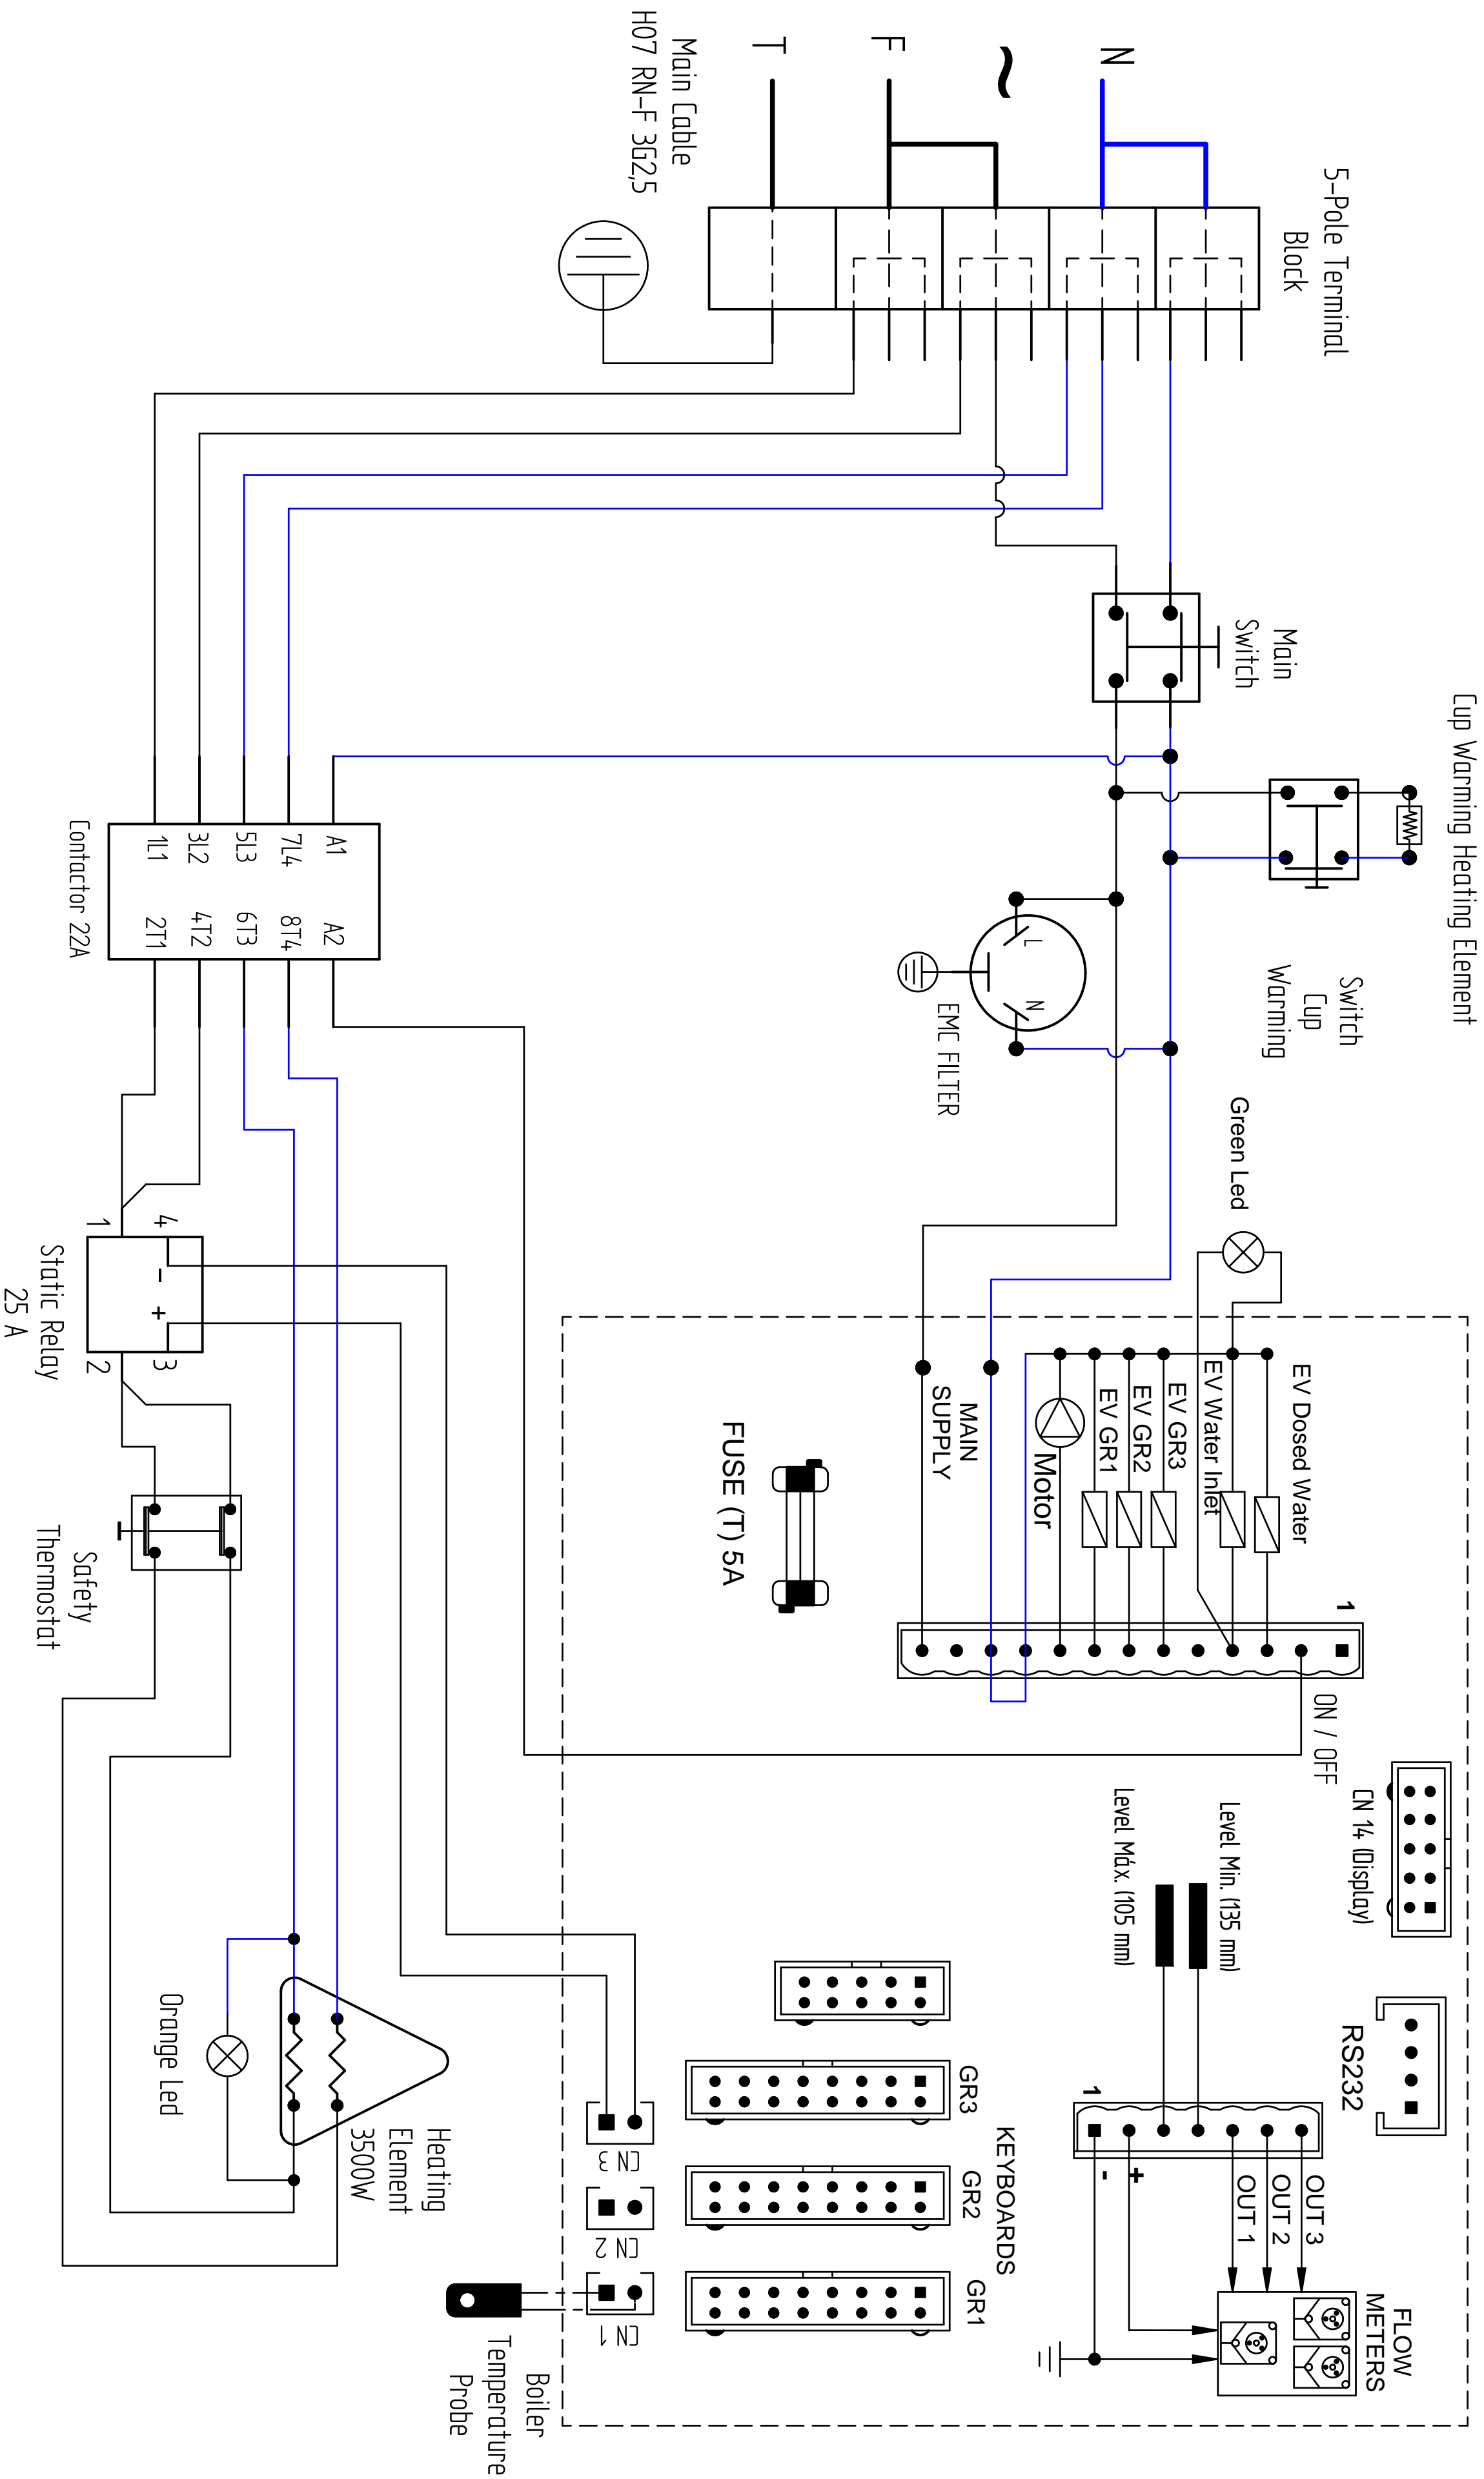 Cup Warming Heating Element
5-Pole Terminal
Block
N
~
F
T
Main Cable
H07 RN-F 3G2,5
Main
Switch
Switch
Cup
Warming
L
N
EMC FILTER
A1
7L4
5L3
3L2
1L1
A2
8T4
6T3
4T2
2T1
Contactor 22A
Green Led
EV Dosed Water
EV Water Inlet
EV GR3
EV GR2
EV GR1
Motor
MAIN
SUPPLY
FUSE (T) 5A
1
ON / OFF
4
1
-
+
3
2
Static Relay
25 A
Safety
Thermostat
CN 14 (Display)
Level Min. (135 mm)
Level Máx. (105 mm)
RS232
1
-
+
OUT 3
OUT 2
OUT 1
FLOW
METERS
KEYBOARDS
GR3
GR2
GR1
CN 3
CN 2
CN 1
Orange Led
Heating
Element
3500W
Boiler
Temperature
Probe